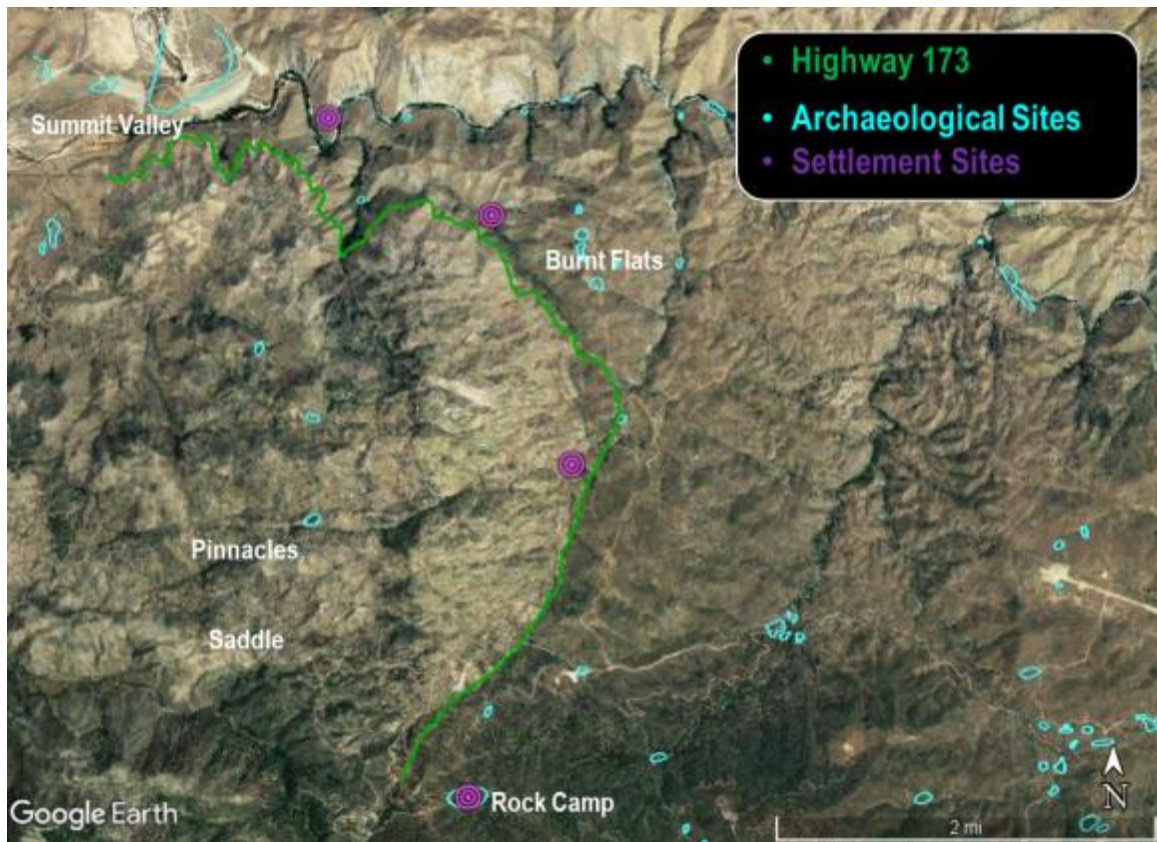 • Highway 173
• Archaeological Sites
• Settlement Sites
Summit Valley
Burnt Flats
Pinnacles
Saddle
Rock Camp
N
Google Earth
2 mi